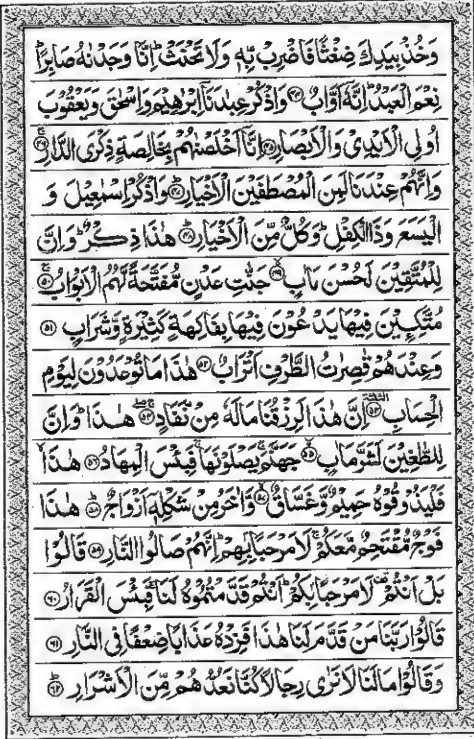 وَخُذْ بِيَدِكَ ضِغْثًا فَاضْرِبْ بِّهٖ وَلَا تَحْنَثْ ؕ اِنَّا وَجَدْنٰهُ صَابِرًا ؕ
نِعْمَ الْعَبْدُ ؕ اِنَّهٗۤ اَوَّابٌ ﴿۴۴﴾ وَاذْكُرْ عِبٰدَنَاۤ اِبْرٰهِيْمَ وَاِسْحٰقَ وَيَعْقُوْبَ
اُولِى الْاَيْدِىْ وَالْاَبْصَارِ ﴿۴۵﴾ اِنَّاۤ اَخْلَصْنٰهُمْ بِخَالِصَةٍ ذِكْرَى الدَّارِ ﴿۴۶﴾
وَاِنَّهُمْ عِنْدَنَا لَمِنَ الْمُصْطَفَيْنَ الْاَخْيَارِ ﴿۴۷﴾ وَاذْكُرْ اِسْمٰعِيْلَ وَ
الْيَسَعَ وَذَا الْكِفْلِ ؕ وَكُلٌّ مِّنَ الْاَخْيَارِ ﴿۴۸﴾ هٰذَا ذِكْرٌ ؕ وَاِنَّ
لِلْمُتَّقِيْنَ لَحُسْنَ مَاٰبٍ ﴿۴۹﴾ جَنّٰتِ عَدْنٍ مُّفَتَّحَةً لَّهُمُ الْاَبْوَابُ ﴿۵۰﴾
مُتَّكِـِٕيْنَ فِيْهَا يَدْعُوْنَ فِيْهَا بِفَاكِهَةٍ كَثِيْرَةٍ وَّشَرَابٍ ﴿۵۱﴾
وَعِنْدَهُمْ قٰصِرٰتُ الطَّرْفِ اَتْرَابٌ ﴿۵۲﴾ هٰذَا مَا تُوْعَدُوْنَ لِيَوْمِ
الْحِسَابِ ﴿۵۳﴾ اِنَّ هٰذَا لَرِزْقُنَا مَا لَهٗ مِنْ نَّفَادٍ ﴿۵۴﴾ هٰذَا ؕ وَاِنَّ
لِلطّٰغِيْنَ لَشَرَّ مَاٰبٍ ﴿۵۵﴾ جَهَنَّمَ ۚ يَصْلَوْنَهَا ۚ فَبِئْسَ الْمِهَادُ ﴿۵۶﴾ هٰذَا ۙ
فَلْيَذُوْقُوْهُ حَمِيْمٌ وَّغَسَّاقٌ ﴿۵۷﴾ وَّاٰخَرُ مِنْ شَكْلِهٖۤ اَزْوَاجٌ ﴿۵۸﴾ هٰذَا
فَوْجٌ مُّقْتَحِمٌ مَّعَكُمْ ۚ لَا مَرْحَبًۢا بِهِمْ ؕ اِنَّهُمْ صَالُوا النَّارِ ﴿۵۹﴾ قَالُوْا
بَلْ اَنْتُمْ ۫ لَا مَرْحَبًۢا بِكُمْ ؕ اَنْتُمْ قَدَّمْتُمُوْهُ لَنَا ۚ فَبِئْسَ الْقَرَارُ ﴿۶۰﴾
قَالُوْا رَبَّنَا مَنْ قَدَّمَ لَنَا هٰذَا فَزِدْهُ عَذَابًا ضِعْفًا فِى النَّارِ ﴿۶۱﴾
وَقَالُوْا مَا لَنَا لَا نَرٰى رِجَالًا كُنَّا نَعُدُّهُمْ مِّنَ الْاَشْرَارِ ﴿۶۲﴾